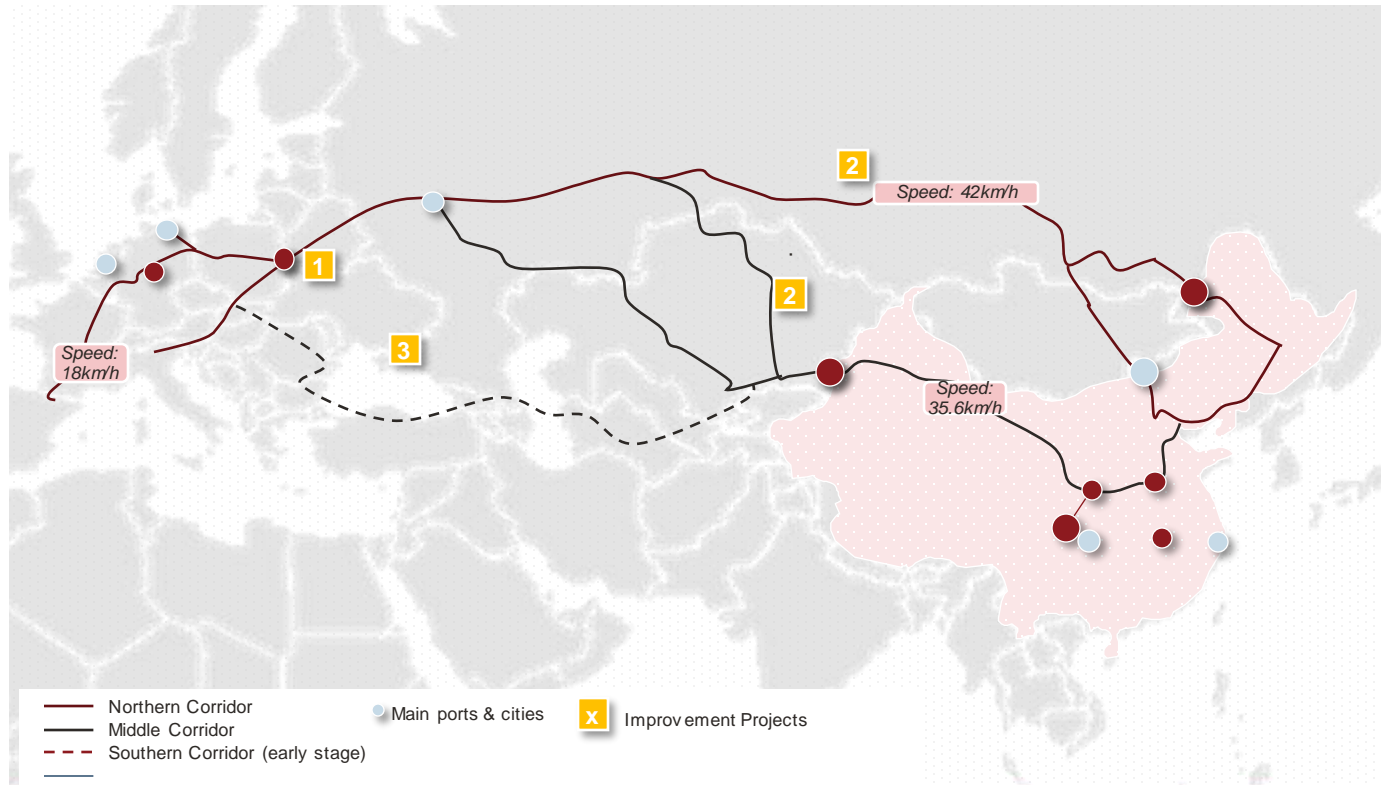 2
Speed: 42km/h
1
2
3
Speed:
18km/h
Speed:
35.6km/h
Northern Corridor
Middle Corridor
Southern Corridor (early stage)
Main ports & cities
x
Improvement Projects